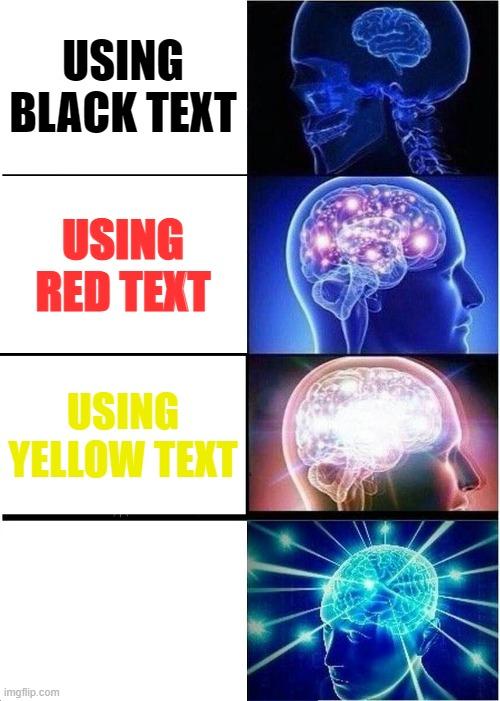 USING
BLACK TEXT
USING
RED TEXT
USING
YELLOW TEXT
imgflip.com